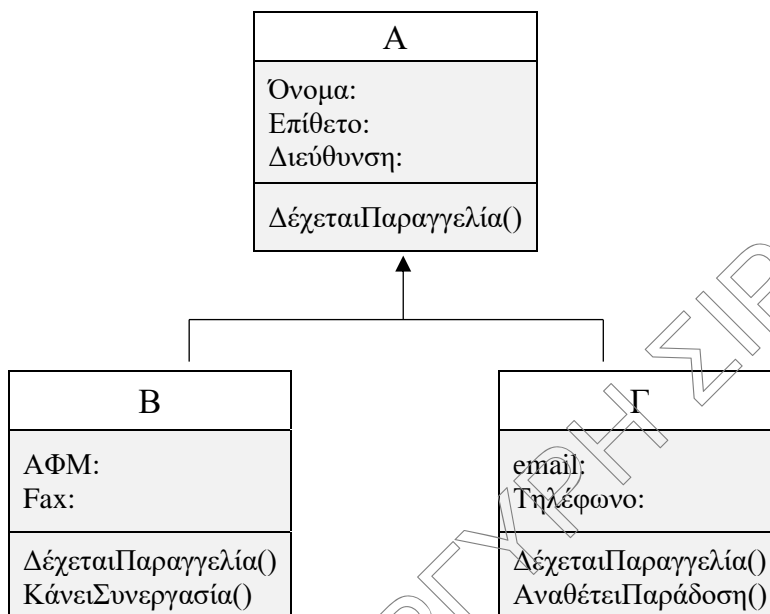 Α
Όνομα:
Επίθετο:
Διεύθυνση:
ΔέχεταιΠαραγγελία()
Β
ΑΦΜ:
Fax:
ΔέχεταιΠαραγγελία()
ΚάνειΣυνεργασία()
Γ
email:
Τηλέφωνο:
ΔέχεταιΠαραγγελία()
ΑναθέτειΠαράδοση()